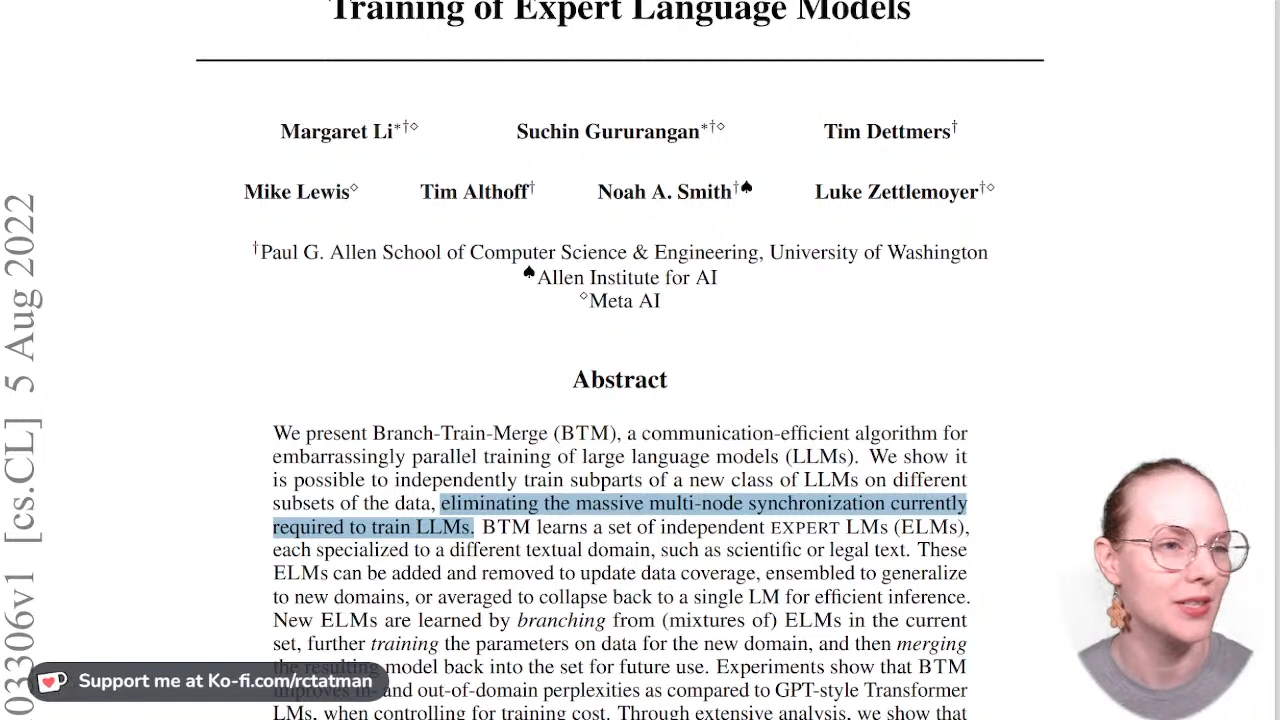 Training of Expert Language Models
Margaret Li*†◇ Suchin Gururangan*†◇ Tim Dettmers†
Mike Lewis◇ Tim Althoff† Noah A. Smith†♠ Luke Zettlemoyer†◇
†Paul G. Allen School of Computer Science & Engineering, University of Washington
♠Allen Institute for AI
◇Meta AI
Abstract
We present Branch-Train-Merge (BTM), a communication-efficient algorithm for
embarrassingly parallel training of large language models (LLMs). We show it
is possible to independently train subparts of a new class of LLMs on different
subsets of the data, eliminating the massive multi-node synchronization currently
required to train LLMs. BTM learns a set of independent EXPERT LMs (ELMs),
each specialized to a different textual domain, such as scientific or legal text. These
ELMs can be added and removed to update data coverage, ensembled to generalize
to new domains, or averaged to collapse back to a single LM for efficient inference.
New ELMs are learned by branching from (mixtures of) ELMs in the current
set, further training the parameters on data for the new domain, and then merging
the resulting model back into the set for future use. Experiments show that BTM
improves in- and out-of-domain perplexities as compared to GPT-style Transformer
LMs, when controlling for training cost. Through extensive analysis, we show that
03306v1 [cs.CL] 5 Aug 2022
Support me at Ko-fi.com/rctatman